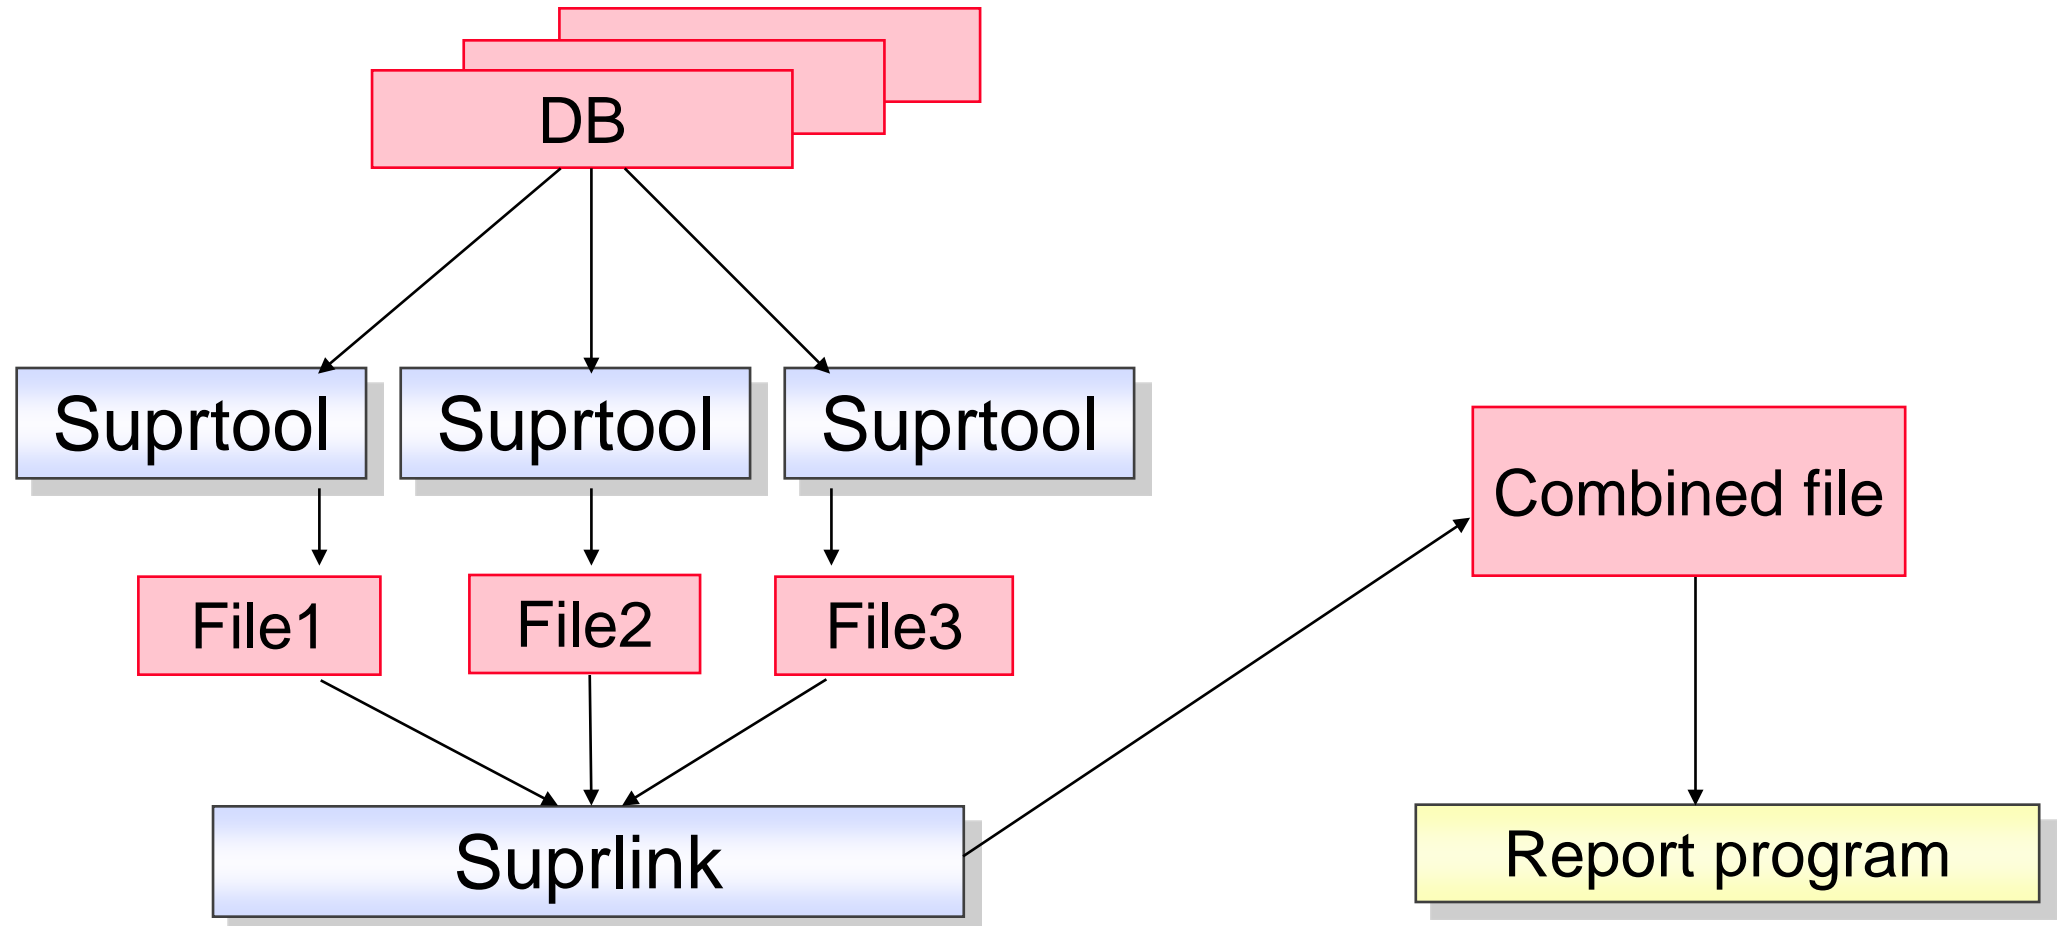 DB
Suprtool
Suprtool
Suprtool
Combined file
File1
File2
File3
Suprlink
Report program